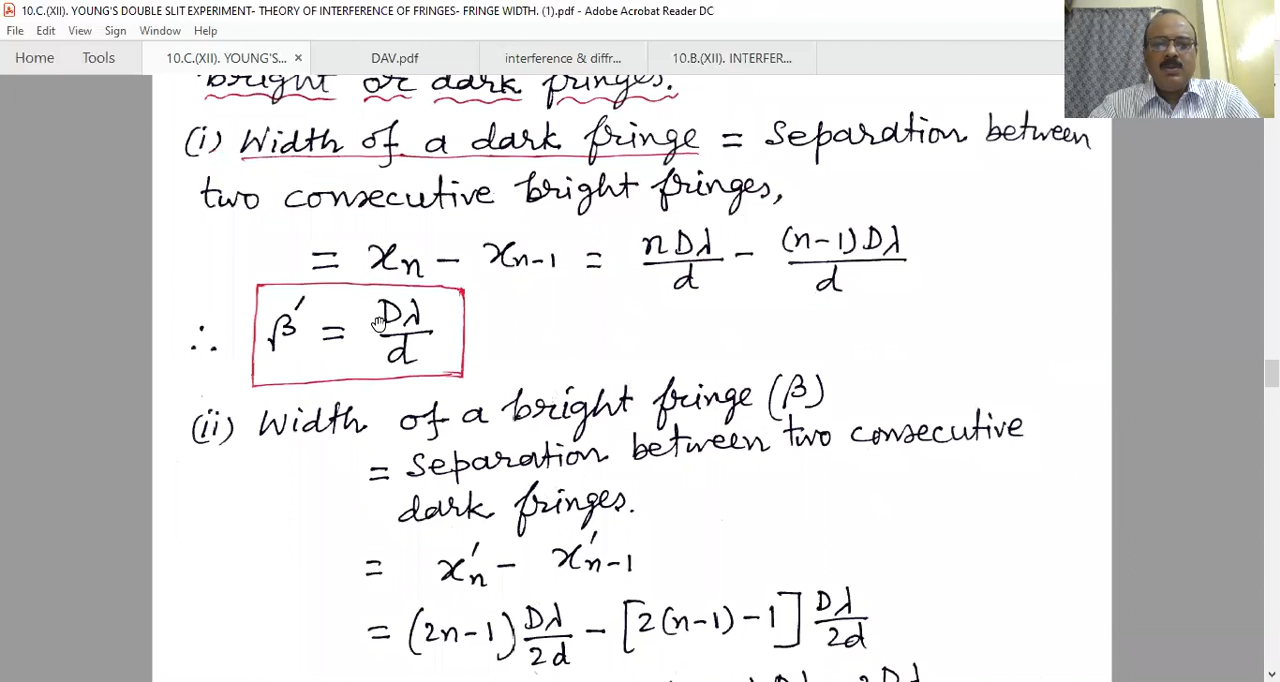 10.C.(XII). YOUNG'S DOUBLE SLIT EXPERIMENT- THEORY OF INTERFERENCE OF FRINGES- FRINGE WIDTH. (1).pdf - Adobe Acrobat Reader DC
File Edit View Sign Window Help
Home Tools 10.C.(XII). YOUNG'S... × DAV.pdf interference & diffr... 10.B.(XII). INTERFER...
bright or dark fringes.
(i) Width of a dark fringe = Separation between
two consecutive bright fringes,
= xₙ − xₙ₋₁ = nDλ/d − (n−1)Dλ/d
∴ β′ = Dλ/d
(ii) Width of a bright fringe (β)
= Separation between two consecutive
dark fringes.
= x′ₙ − x′ₙ₋₁
= (2n−1) Dλ/2d − [2(n−1)−1] Dλ/2d